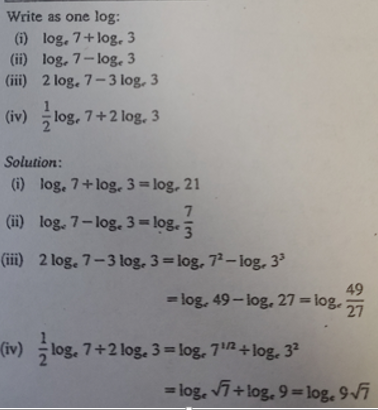 Write as one log:
(i) logₑ 7 + logₑ 3
(ii) logₑ 7 − logₑ 3
(iii) 2 logₑ 7 − 3 logₑ 3
(iv) 1/2 logₑ 7 + 2 logₑ 3
Solution:
(i) logₑ 7 + logₑ 3 = logₑ 21
(ii) logₑ 7 − logₑ 3 = logₑ 7/3
(iii) 2 logₑ 7 − 3 logₑ 3 = logₑ 7² − logₑ 3³
= logₑ 49 − logₑ 27 = logₑ 49/27
(iv) 1/2 logₑ 7 + 2 logₑ 3 = logₑ 7^1/2 + logₑ 3²
= logₑ √7 + logₑ 9 = logₑ 9√7